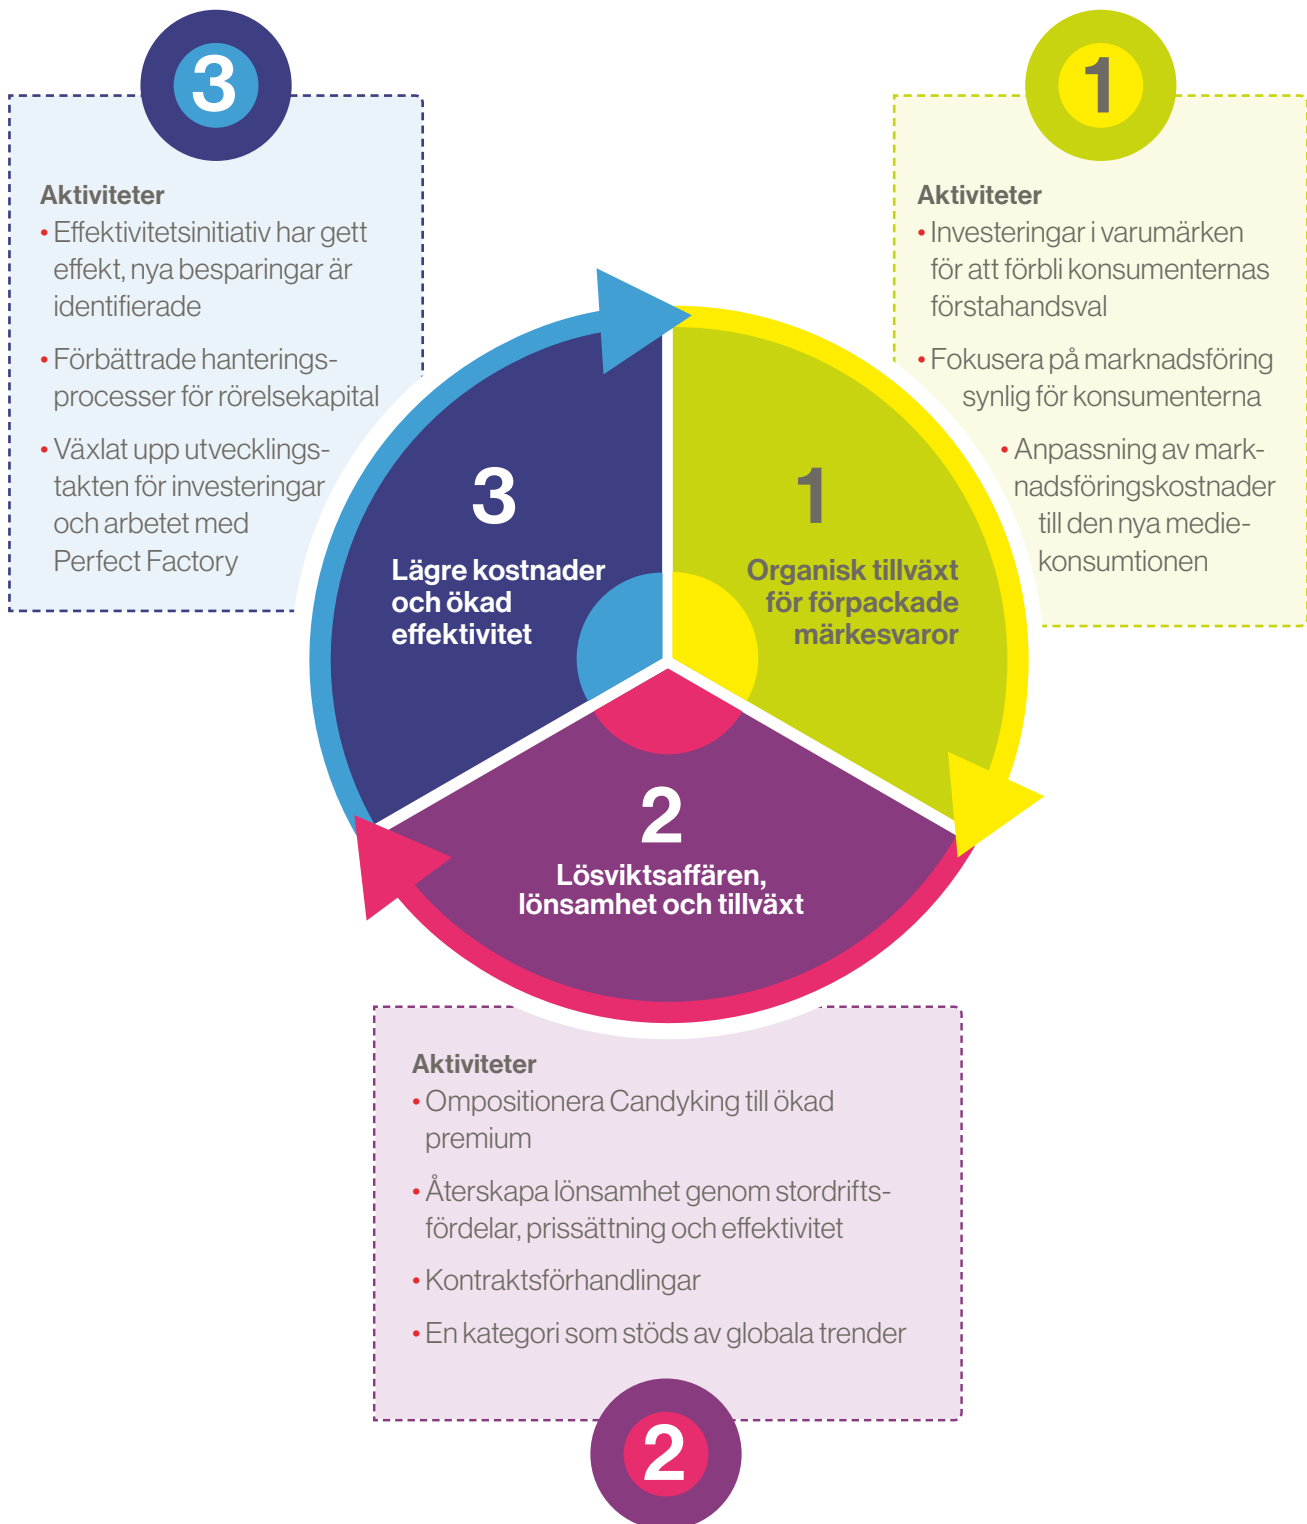 3
Aktiviteter
• Effektivitetsinitiativ har gett
effekt, nya besparingar är
identifierade
• Förbättrade hanterings-
processer för rörelsekapital
• Växlat upp utvecklings-
takten för investeringar
och arbetet med
Perfect Factory
1
Aktiviteter
• Investeringar i varumärken
för att förbli konsumenternas
förstahandsval
• Fokusera på marknadsföring
synlig för konsumenterna
• Anpassning av mark-
nadsföringskostnader
till den nya medie-
konsumtionen
3
Lägre kostnader
och ökad
effektivitet
1
Organisk tillväxt
för förpackade
märkesvaror
2
Lösviktsaffären,
lönsamhet och tillväxt
Aktiviteter
• Ompositionera Candyking till ökad
premium
• Återskapa lönsamhet genom stordrifts-
fördelar, prissättning och effektivitet
• Kontraktsförhandlingar
• En kategori som stöds av globala trender
2